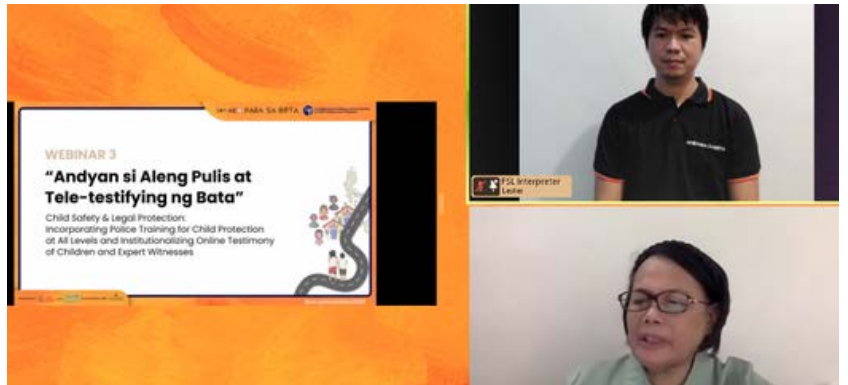 PARA SA BATA
WEBINAR 3
“Andyan si Aleng Pulis at
Tele-testifying ng Bata”
Child Safety & Legal Protection:
Incorporating Police Training for Child Protection
at All Levels and Institutionalizing Online Testimony
of Children and Expert Witnesses
FSL Interpreter